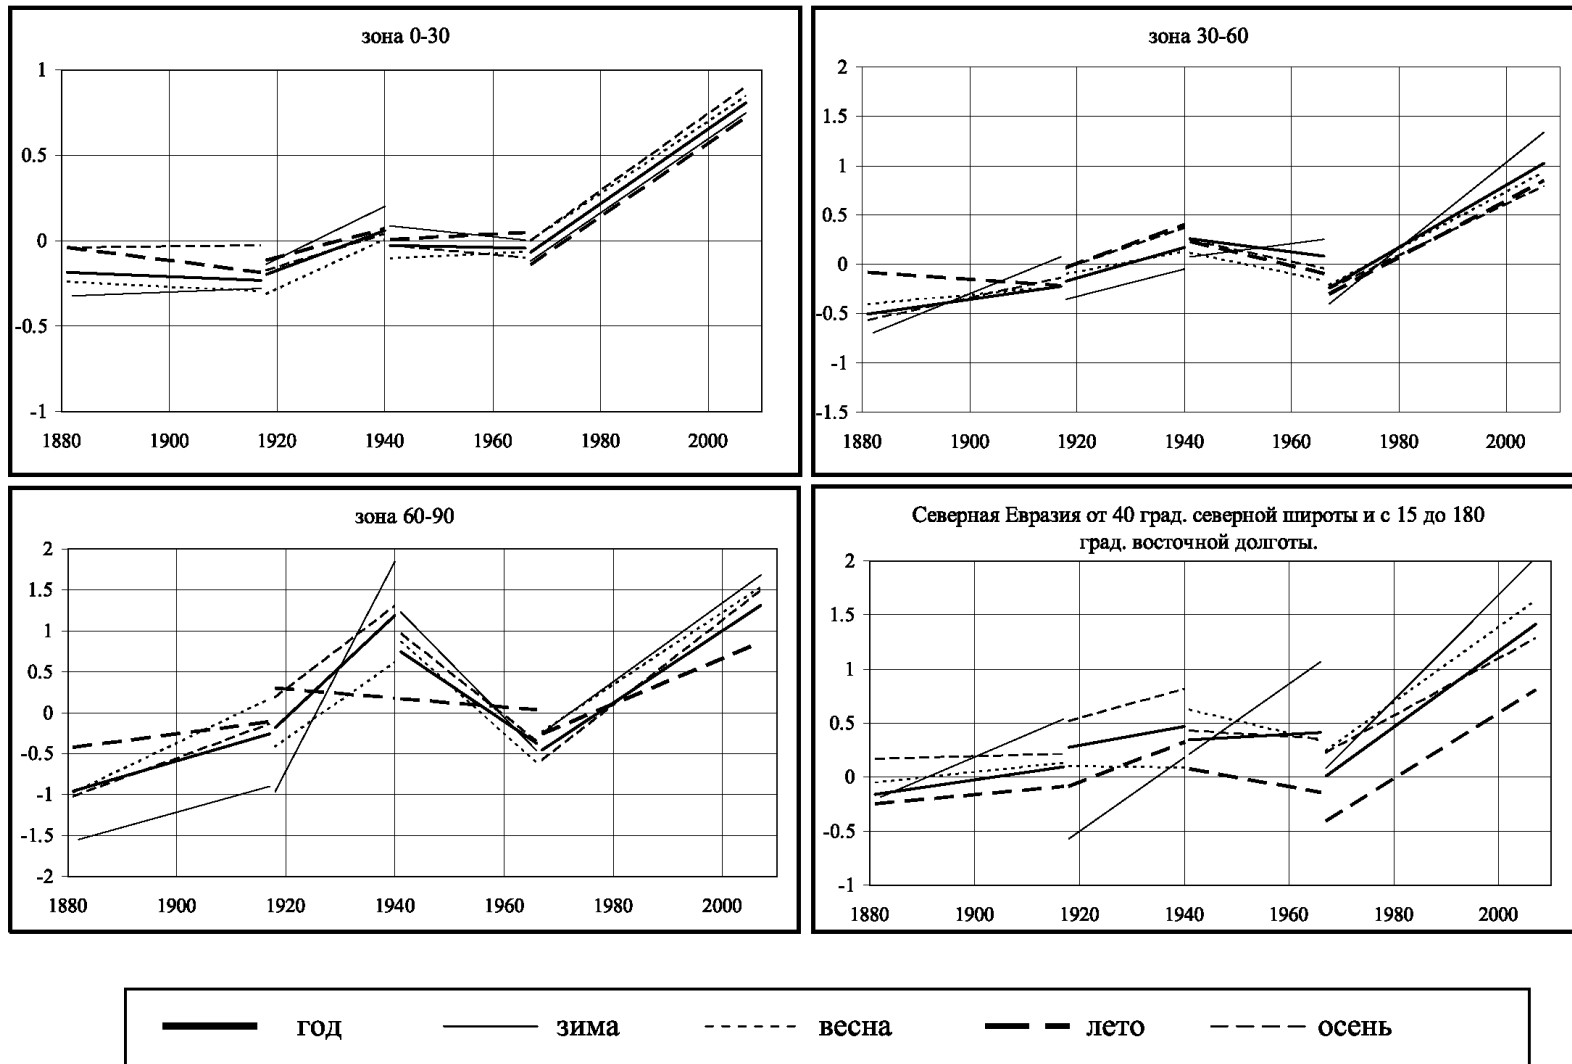 зона 0-30
1
0.5
0
-0.5
-1
1880 1900 1920 1940 1960 1980 2000
зона 30-60
2
1.5
1
0.5
0
-0.5
-1
-1.5
1880 1900 1920 1940 1960 1980 2000
зона 60-90
2
1.5
1
0.5
0
-0.5
-1
-1.5
-2
1880 1900 1920 1940 1960 1980 2000
Северная Евразия от 40 град. северной широты и с 15 до 180
град. восточной долготы.
2
1
0.5
0
-0.5
-1
1880 1900 1920 1940 1960 1980 2000
год зима весна лето осень